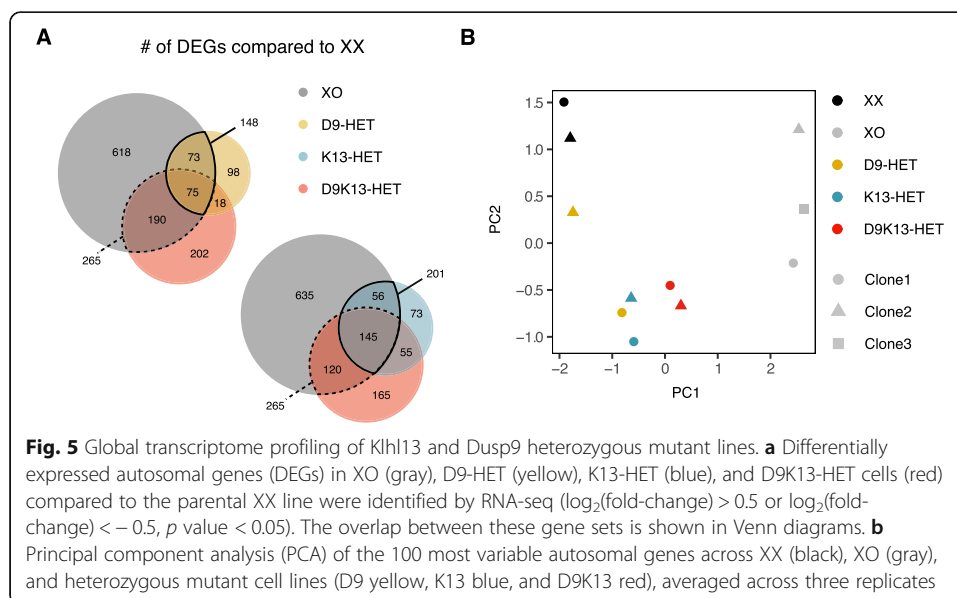 A
# of DEGs compared to XX
XO
D9-HET
K13-HET
D9K13-HET
148
618
73
98
75
18
190
202
265
201
635
56
73
145
55
120
165
265
B
1.5
1.0
0.5
0.0
−0.5
−1.0
PC2
−2
−1
0
1
2
PC1
XX
XO
D9-HET
K13-HET
D9K13-HET
Clone1
Clone2
Clone3
Fig. 5 Global transcriptome profiling of Klhl13 and Dusp9 heterozygous mutant lines. a Differentially
expressed autosomal genes (DEGs) in XO (gray), D9-HET (yellow), K13-HET (blue), and D9K13-HET cells (red)
compared to the parental XX line were identified by RNA-seq (log2(fold-change) > 0.5 or log2(fold-
change) < − 0.5, p value < 0.05). The overlap between these gene sets is shown in Venn diagrams. b
Principal component analysis (PCA) of the 100 most variable autosomal genes across XX (black), XO (gray),
and heterozygous mutant cell lines (D9 yellow, K13 blue, and D9K13 red), averaged across three replicates